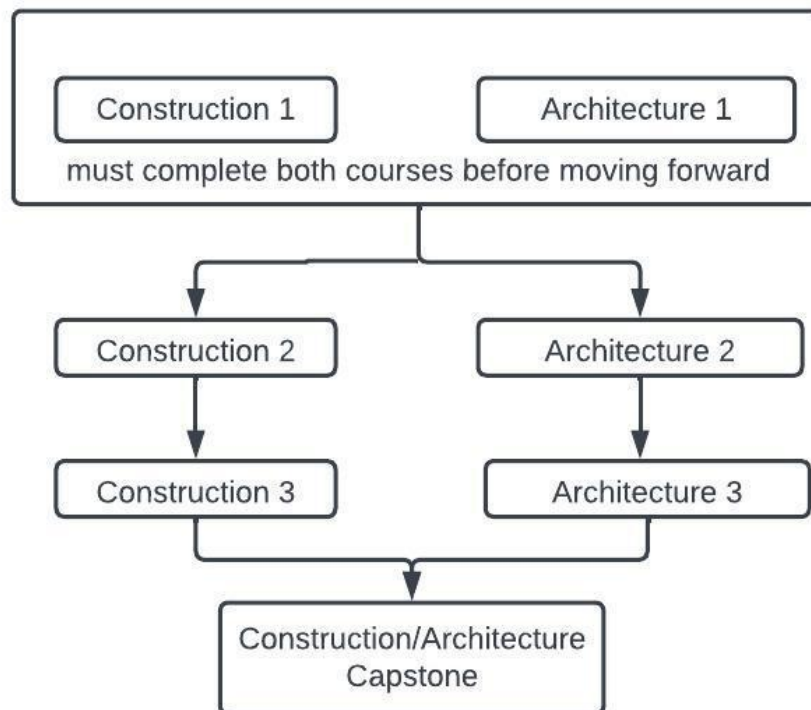 Construction 1
Architecture 1
must complete both courses before moving forward
Construction 2
Architecture 2
Construction 3
Architecture 3
Construction/Architecture
Capstone